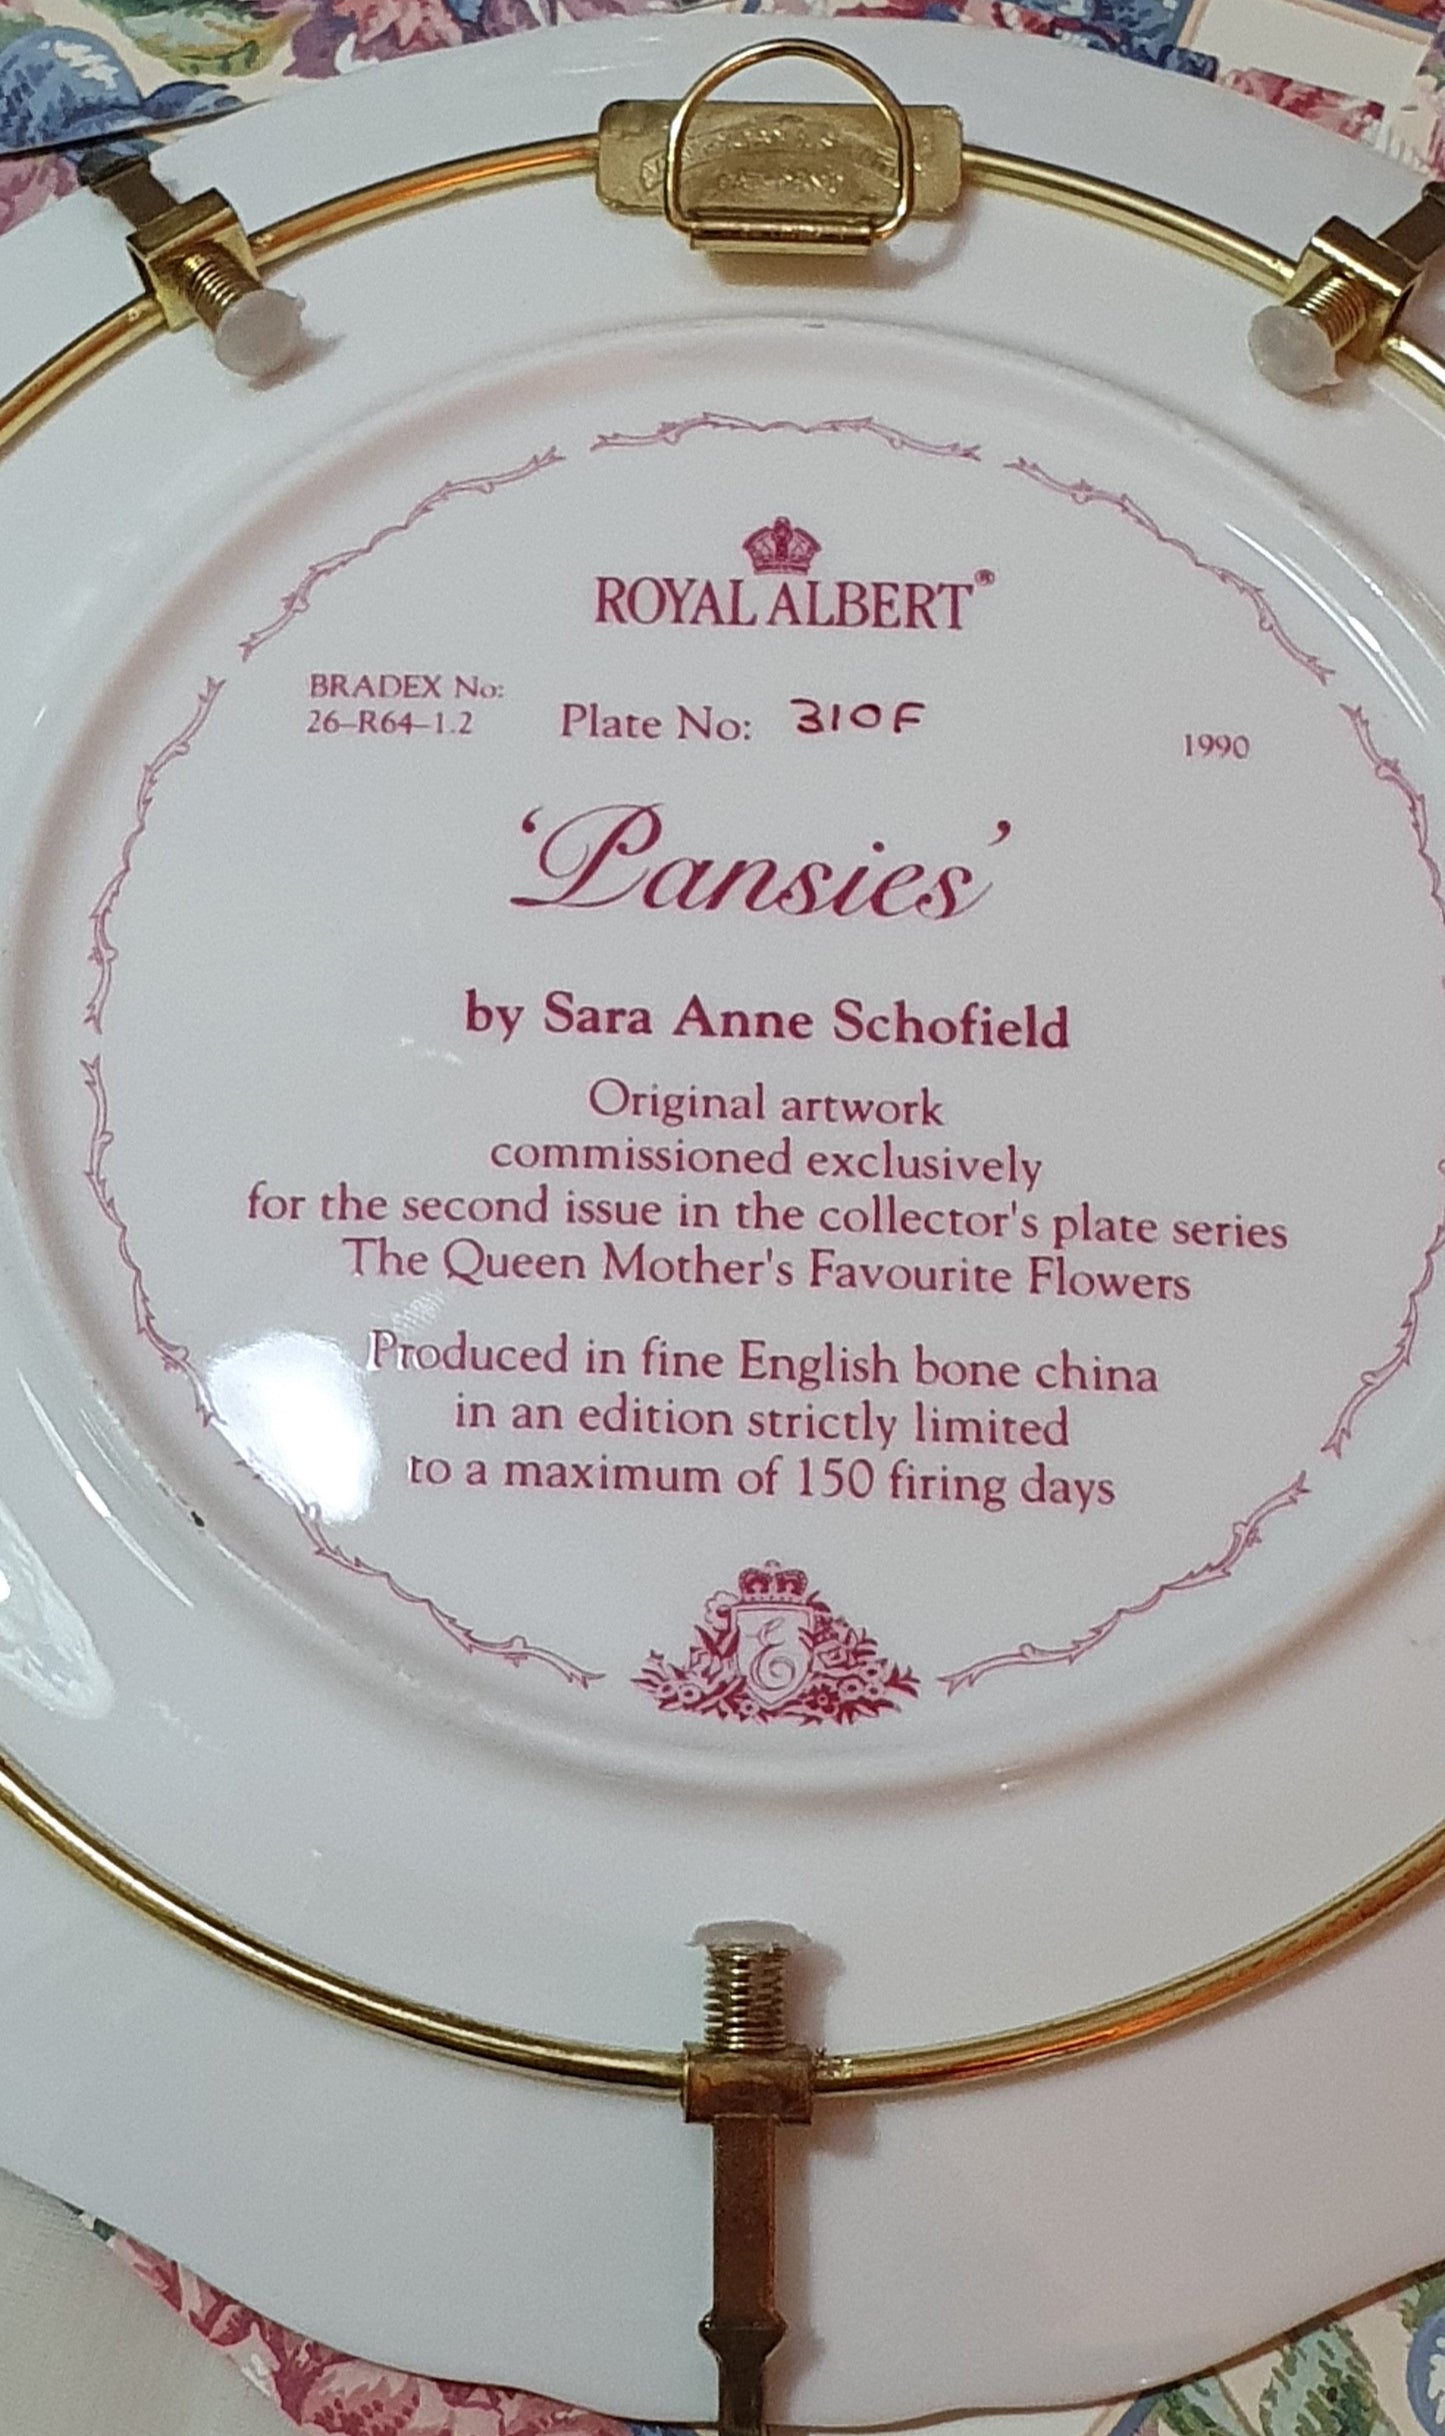 ROYAL ALBERT®
BRADEX No:
26–R64–1.2
Plate No: 310F
1990
'Pansies'
by Sara Anne Schofield
Original artwork
commissioned exclusively
for the second issue in the collector's plate series
The Queen Mother's Favourite Flowers
Produced in fine English bone china
in an edition strictly limited
to a maximum of 150 firing days
E